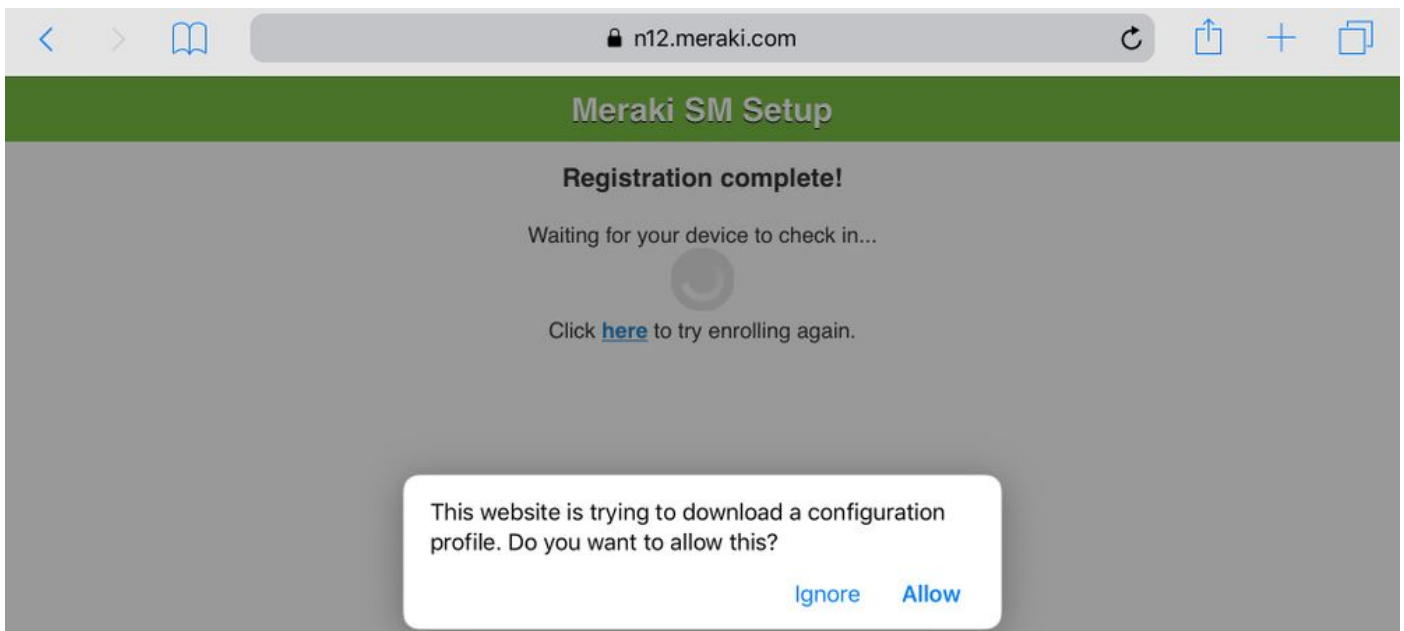 n12.meraki.com
Meraki SM Setup
Registration complete!
Waiting for your device to check in...
Click here to try enrolling again.
This website is trying to download a configuration
profile. Do you want to allow this?
Ignore Allow